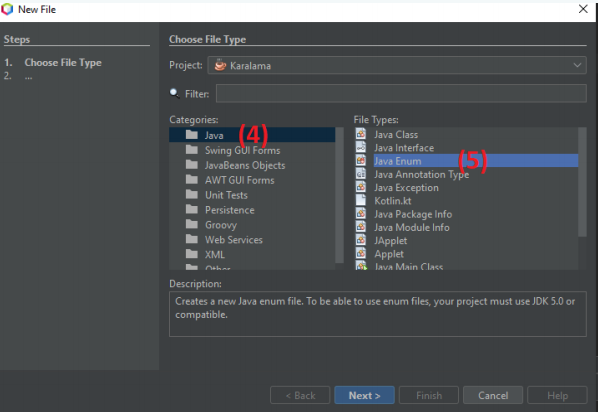 New File
Steps
1. Choose File Type
2. ...
Choose File Type
Project: Karalama
Filter:
Categories:
Java (4)
Swing GUI Forms
JavaBeans Objects
AWT GUI Forms
Unit Tests
Persistence
Groovy
Web Services
XML
Other
File Types:
Java Class
Java Interface
Java Enum (5)
Java Annotation Type
Java Exception
Kotlin.kt
Java Package Info
Java Module Info
JApplet
Applet
Java Main Class
Description:
Creates a new Java enum file. To be able to use enum files, your project must use JDK 5.0 or
compatible.
< Back Next > Finish Cancel Help